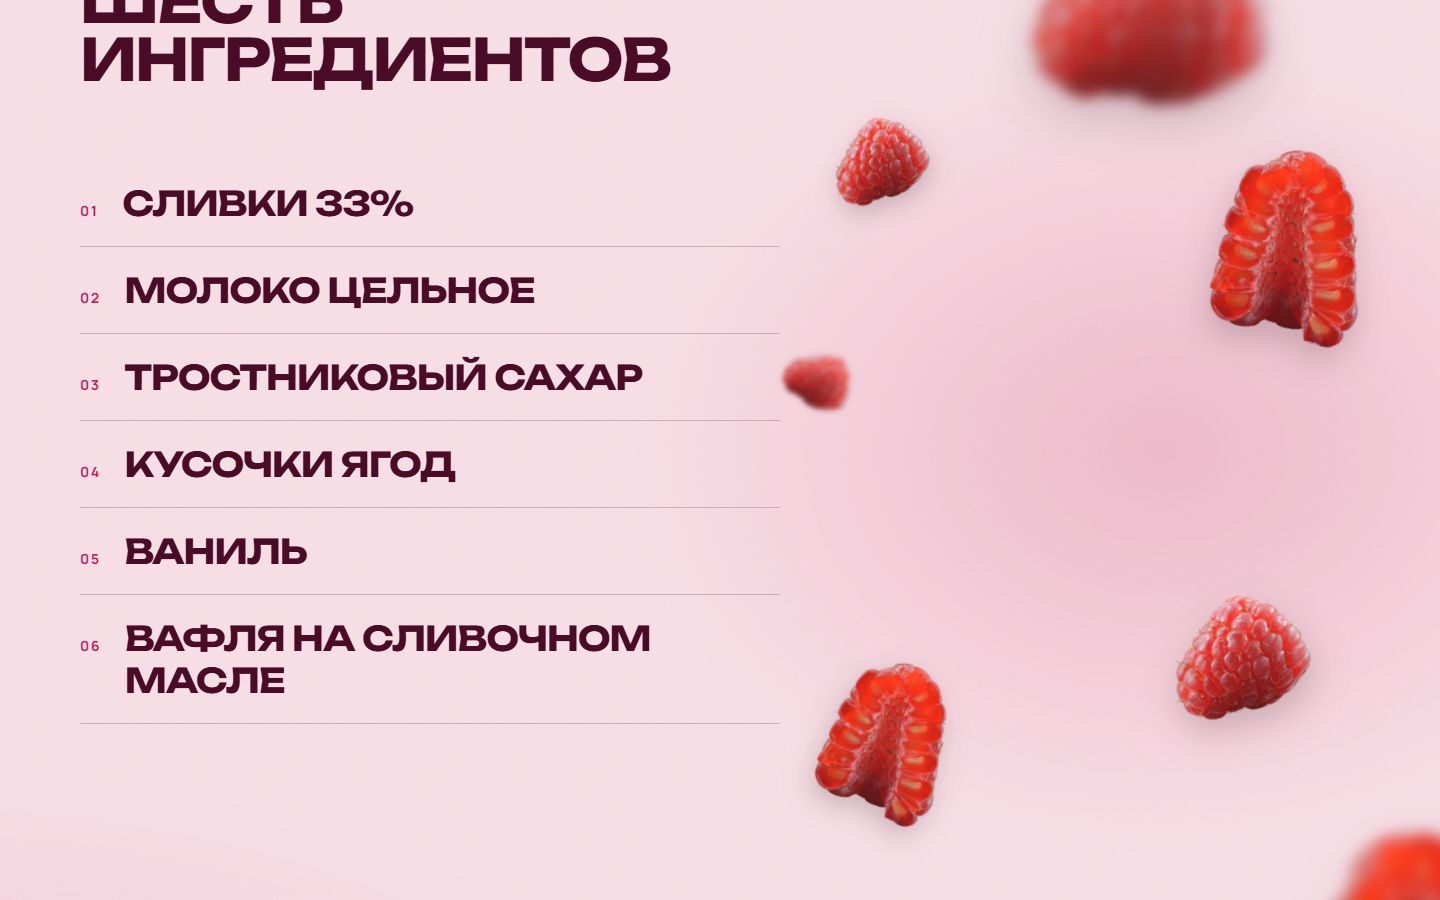 ШЕСТЬ
ИНГРЕДИЕНТОВ
01 СЛИВКИ 33%
02 МОЛОКО ЦЕЛЬНОЕ
03 ТРОСТНИКОВЫЙ САХАР
04 КУСОЧКИ ЯГОД
05 ВАНИЛЬ
06 ВАФЛЯ НА СЛИВОЧНОМ
МАСЛЕ